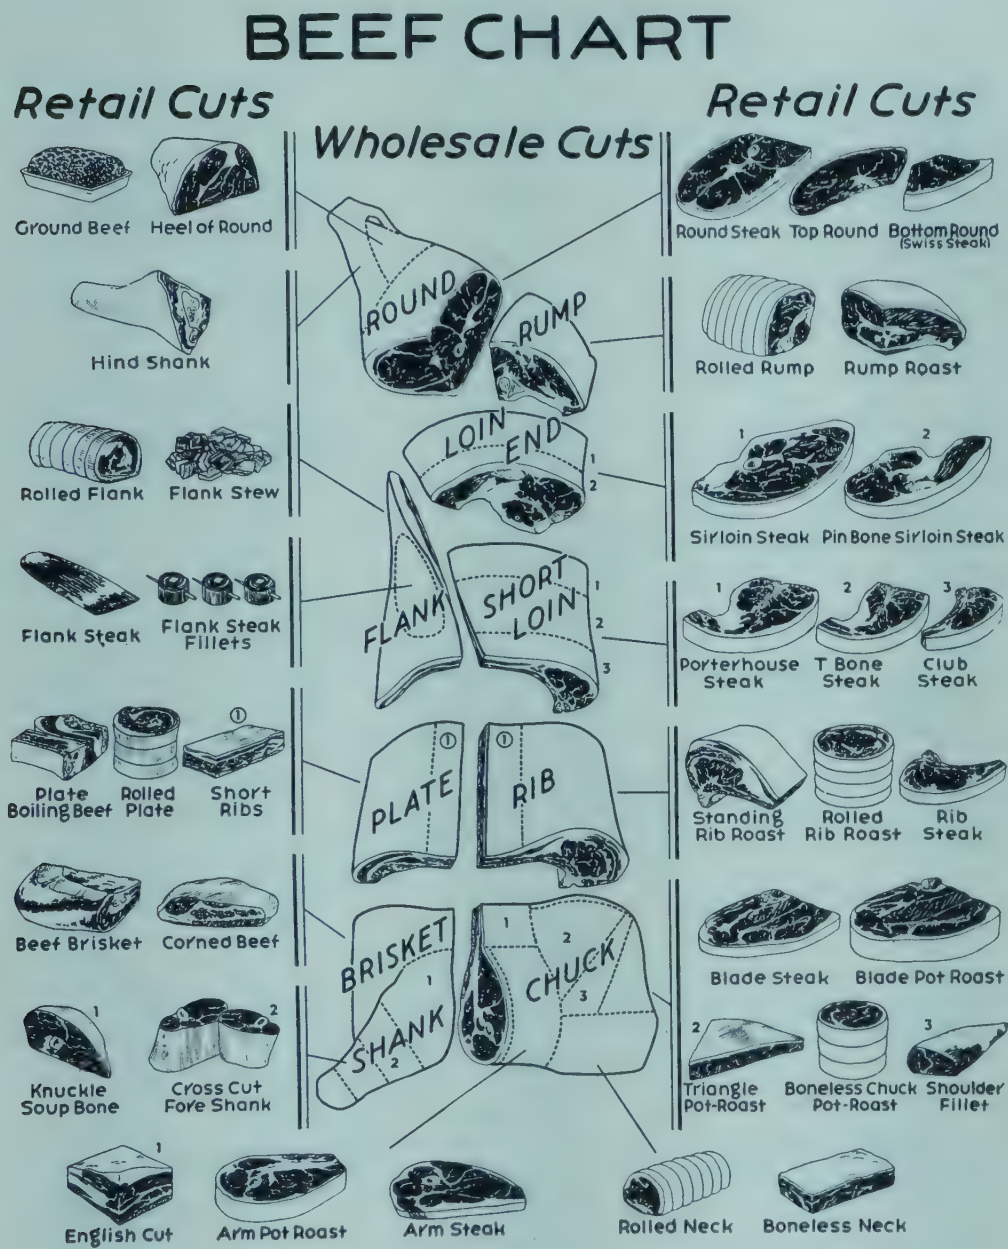 BEEF CHART
Retail Cuts
Wholesale Cuts
Retail Cuts
Ground Beef
Heel of Round
Hind Shank
Rolled Flank
Flank Stew
Flank Steak
Flank Steak
Fillets
1
Plate
Boiling Beef
Rolled
Plate
Short
Ribs
Beef Brisket
Corned Beef
1
Knuckle
Soup Bone
2
Cross Cut
Fore Shank
1
English Cut
Arm Pot Roast
Arm Steak
ROUND
RUMP
LOIN
END
1
2
FLANK
SHORT
LOIN
1
2
3
PLATE
1
RIB
1
BRISKET
SHANK
1
2
CHUCK
1
2
3
Round Steak
Top Round
Bottom Round
(Swiss Steak)
Rolled Rump
Rump Roast
1
Sirloin Steak
2
Pin Bone Sirloin Steak
1
Porterhouse
Steak
2
T Bone
Steak
3
Club
Steak
Standing
Rib Roast
Rolled
Rib Roast
Rib
Steak
Blade Steak
Blade Pot Roast
2
Triangle
Pot-Roast
Boneless Chuck
Pot-Roast
3
Shoulder
Fillet
Rolled Neck
Boneless Neck